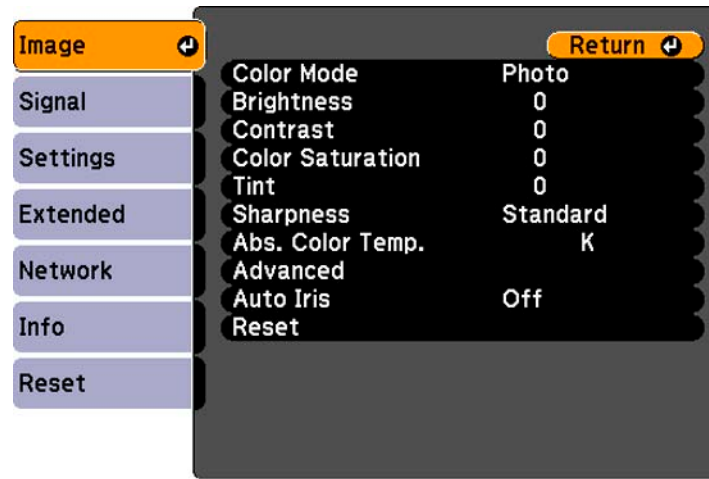 Image
Signal
Settings
Extended
Network
Info
Reset
Return
Color Mode Photo
Brightness 0
Contrast 0
Color Saturation 0
Tint 0
Sharpness Standard
Abs. Color Temp. K
Advanced
Auto Iris Off
Reset